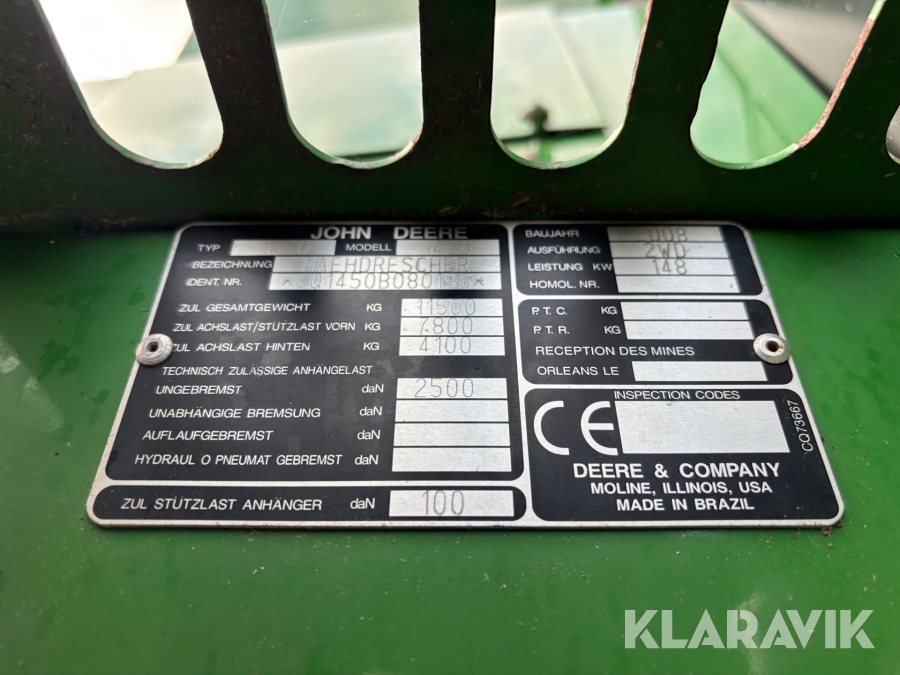 JOHN DEERE
TYP
MODELL
BEZEICHNUNG MAEHDRESCHER
IDENT. NR.
ZUL GESAMTGEWICHT KG 11500
ZUL ACHSLAST/STÜTZLAST VORN KG 7800
ZUL ACHSLAST HINTEN KG 4100
TECHNISCH ZULÄSSIGE ANHÄNGELAST
UNGEBREMST daN 2500
UNABHÄNGIGE BREMSUNG daN
AUFLAUFGEBREMST daN
HYDRAUL O PNEUMAT GEBREMST daN
ZUL STÜTZLAST ANHÄNGER daN 100
BAUJAHR
AUSFÜHRUNG 2WD
LEISTUNG KW 148
HOMOL. NR.
P.T.C. KG
P.T.R. KG
RECEPTION DES MINES
ORLEANS LE
CE
INSPECTION CODES
CQ73667
DEERE & COMPANY
MOLINE, ILLINOIS, USA
MADE IN BRAZIL
KLARAVIK